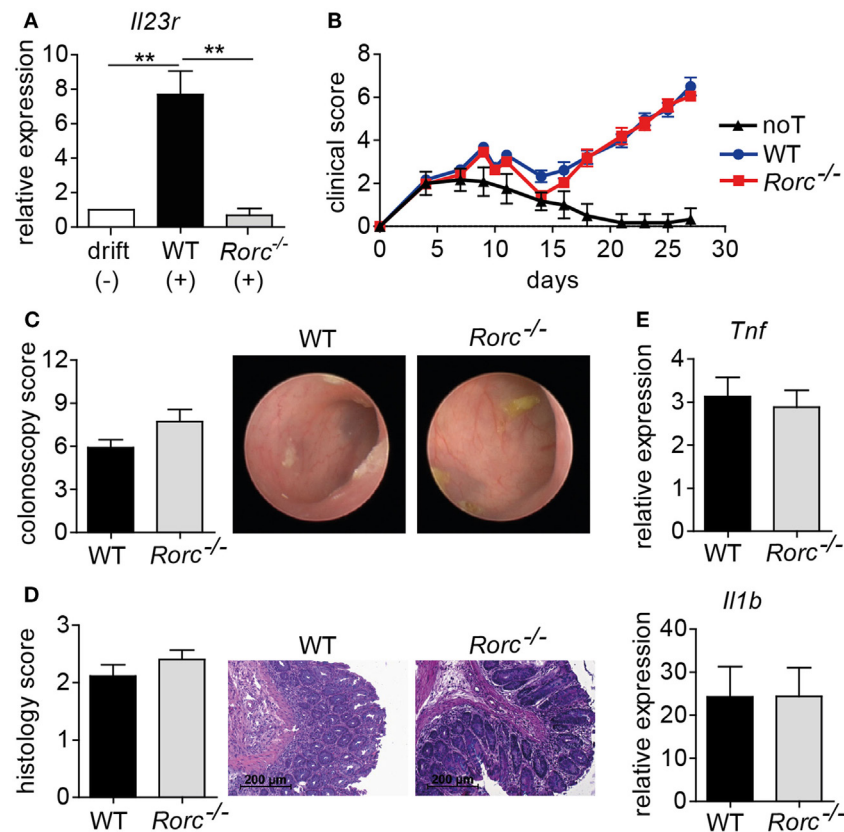 A
Il23r
**
**
relative expression
10
8
6
4
2
0
drift
(-)
WT
(+)
Rorc-/-
(+)
B
clinical score
8
6
4
2
0
0
5
10
15
20
25
30
days
noT
WT
Rorc-/-
C
colonoscopy score
12
9
6
3
0
WT
Rorc-/-
WT
Rorc-/-
D
histology score
3
2
1
0
WT
Rorc-/-
WT
200 µm
Rorc-/-
200 µm
E
Tnf
relative expression
4
3
2
1
0
WT
Rorc-/-
Il1b
relative expression
40
30
20
10
0
WT
Rorc-/-